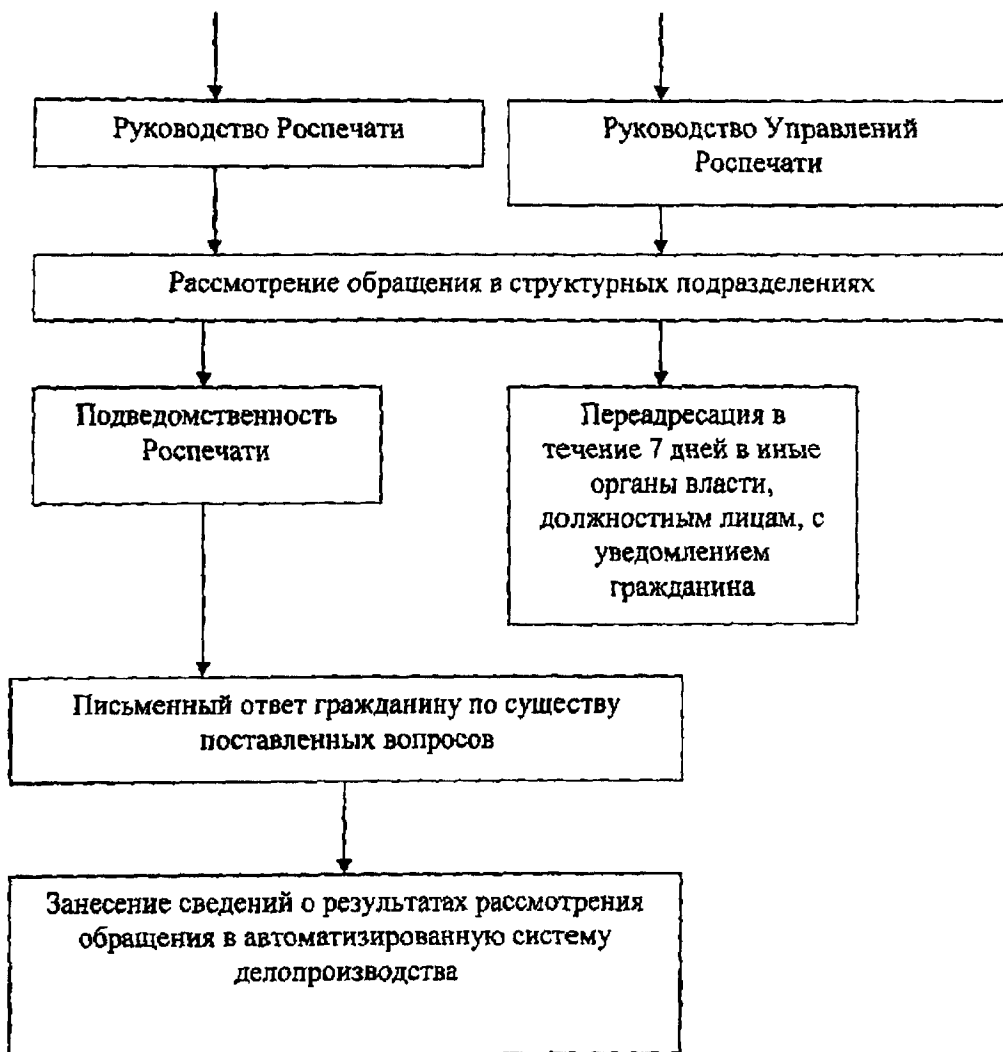 Руководство Роспечати
Руководство Управлений
Роспечати
Рассмотрение обращения в структурных подразделениях
Подведомственность
Роспечати
Переадресация в
течение 7 дней в иные
органы власти,
должностным лицам, с
уведомлением
гражданина
Письменный ответ гражданину по существу
поставленных вопросов
Занесение сведений о результатах рассмотрения
обращения в автоматизированную систему
делопроизводства